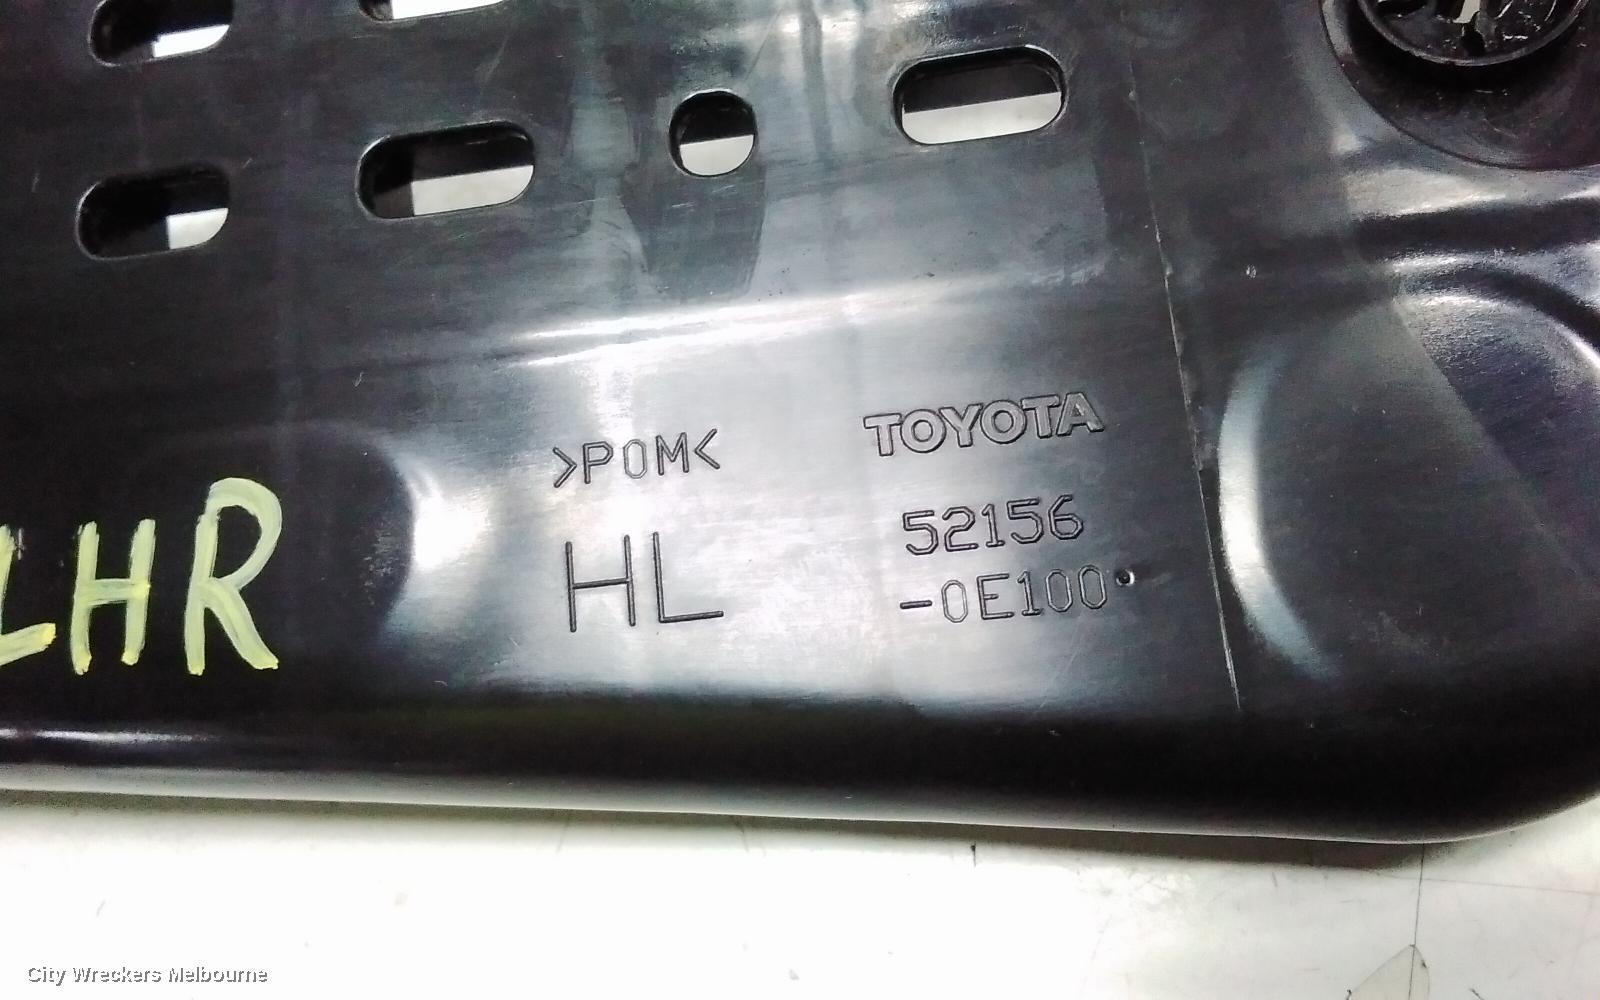 >POM<
TOYOTA
HL
52156
-0E100
LHR
City Wreckers Melbourne